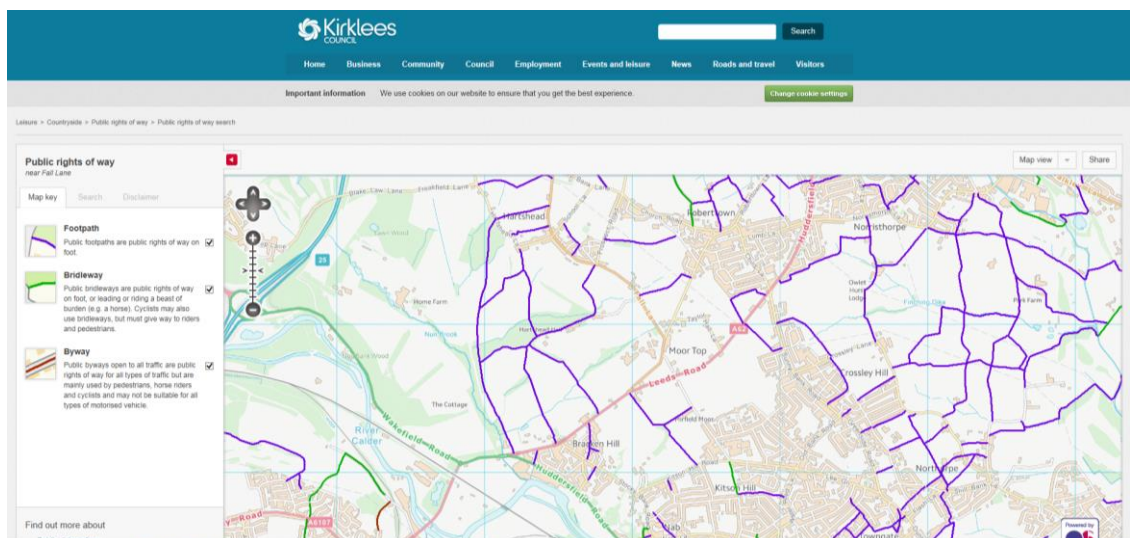 Kirklees
COUNCIL
Search
Home Business Community Council Employment Events and leisure News Roads and travel Visitors
Important information We use cookies on our website to ensure that you get the best experience.
Change cookie settings
Leisure > Countryside > Public rights of way > Public rights of way search
Public rights of way
near Fall Lane
Map view
Share
Map key Search Disclaimer
Footpath
Public footpaths are public rights of way on
foot.
Bridleway
Public bridleways are public rights of way
on foot, or leading or riding a beast of
burden (e.g. a horse). Cyclists may also
use bridleways, but must give way to riders
and pedestrians.
Byway
Public byways open to all traffic are public
rights of way for all types of traffic but are
mainly used by pedestrians, horse riders
and cyclists and may not be suitable for all
types of motorised vehicle.
Find out more about
Hartshead
Huddersfield
Norristhorpe
25
Home Farm
A62
Moor Top
Leeds-Road
Park Farm
Crossley Hill
The Cottage
Wakefield-Road
River
Calder
Huddersfield-Road
Kitson Hill
Powered by